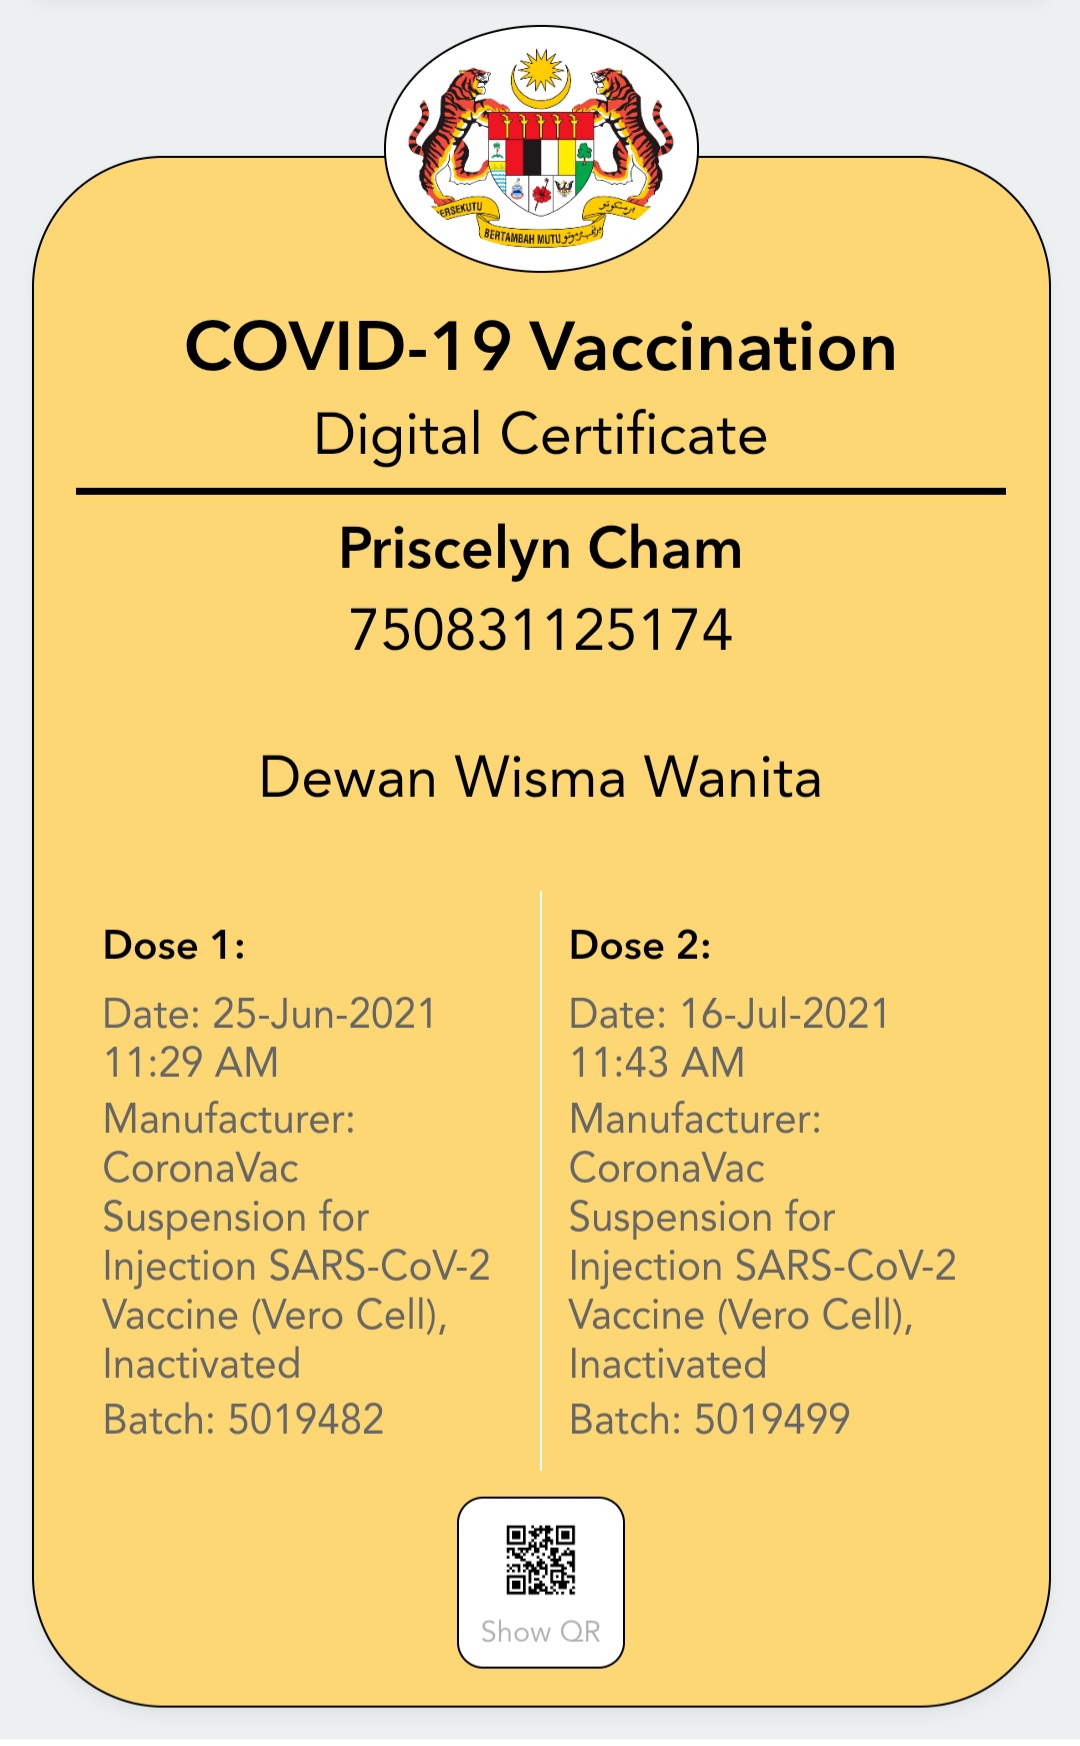 ERSEKUTU
BERTAMBAH MUTU
COVID-19 Vaccination
Digital Certificate
Priscelyn Cham
750831125174
Dewan Wisma Wanita
Dose 1:
Date: 25-Jun-2021
11:29 AM
Manufacturer:
CoronaVac
Suspension for
Injection SARS-CoV-2
Vaccine (Vero Cell),
Inactivated
Batch: 5019482
Dose 2:
Date: 16-Jul-2021
11:43 AM
Manufacturer:
CoronaVac
Suspension for
Injection SARS-CoV-2
Vaccine (Vero Cell),
Inactivated
Batch: 5019499
Show QR